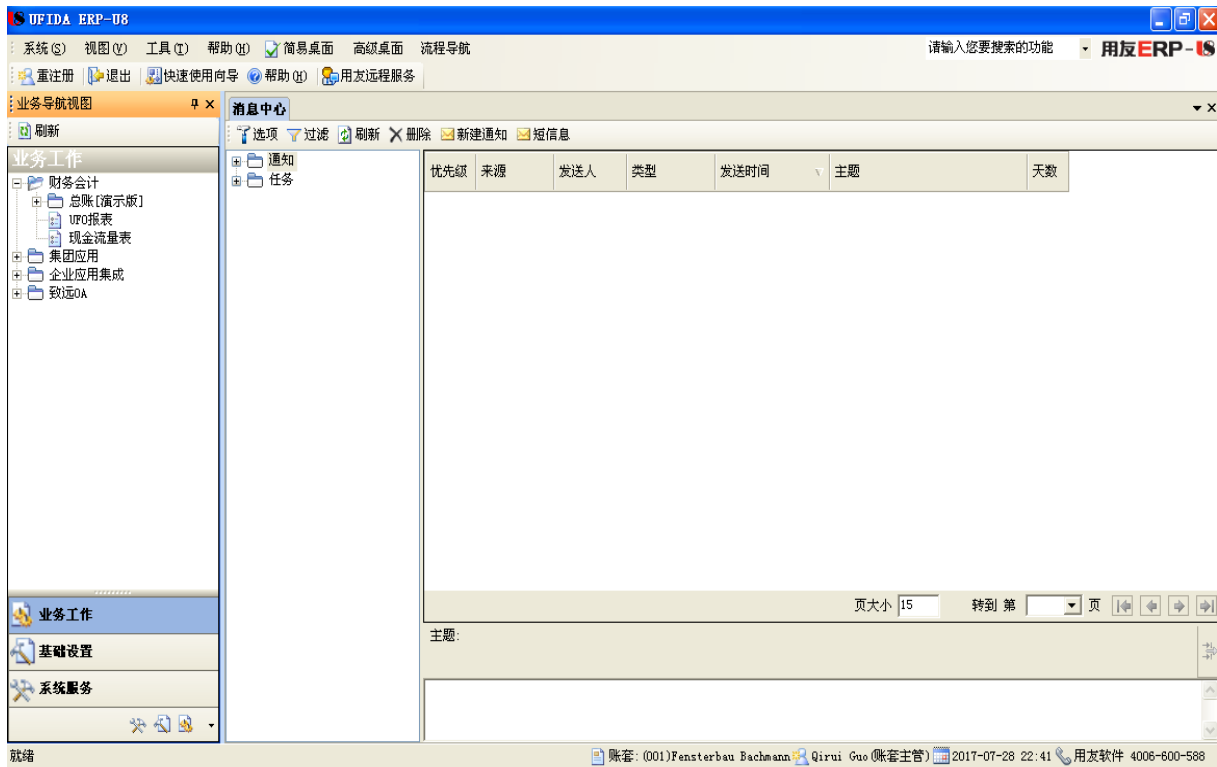 UFIDA ERP-U8
系统(S) 视图(V) 工具(T) 帮助(H) 简易桌面 高级桌面 流程导航 请输入您要搜索的功能 用友ERP-U8
重注册 退出 快速使用向导 帮助(H) 用友远程服务
业务导航视图
消息中心
刷新
选项 过滤 刷新 删除 新建通知 短信息
业务工作
财务会计
总账[演示版]
UFO报表
现金流量表
集团应用
企业应用集成
致远OA
通知
任务
优先级 来源 发送人 类型 发送时间 主题 天数
页大小 15 转到 第 页
主题:
业务工作
基础设置
系统服务
就绪 账套:(001)Fensterbau Bachmann Qirui Guo(账套主管) 2017-07-28 22:41 用友软件 4006-600-588